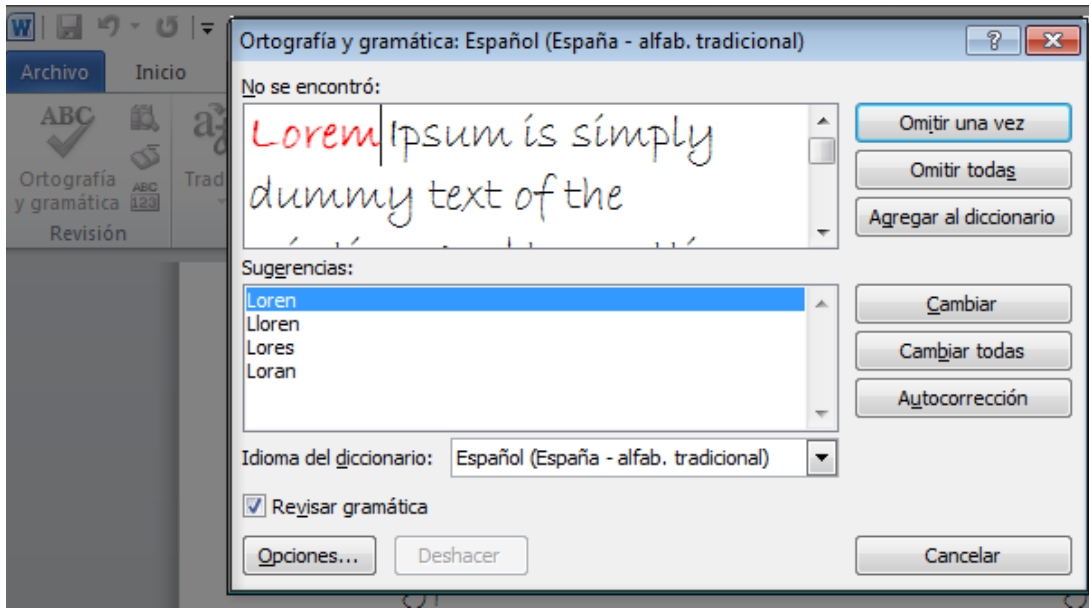 W
Ortografía y gramática: Español (España - alfab. tradicional)
Archivo Inicio
No se encontró:
Lorem Ipsum is simply
dummy text of the
Omitir una vez
Omitir todas
Agregar al diccionario
ABC
Ortografía
y gramática
ABC
123
Trad
Revisión
Sugerencias:
Loren
Lloren
Lores
Loran
Cambiar
Cambiar todas
Autocorrección
Idioma del diccionario: Español (España - alfab. tradicional)
Revisar gramática
Opciones... Deshacer Cancelar